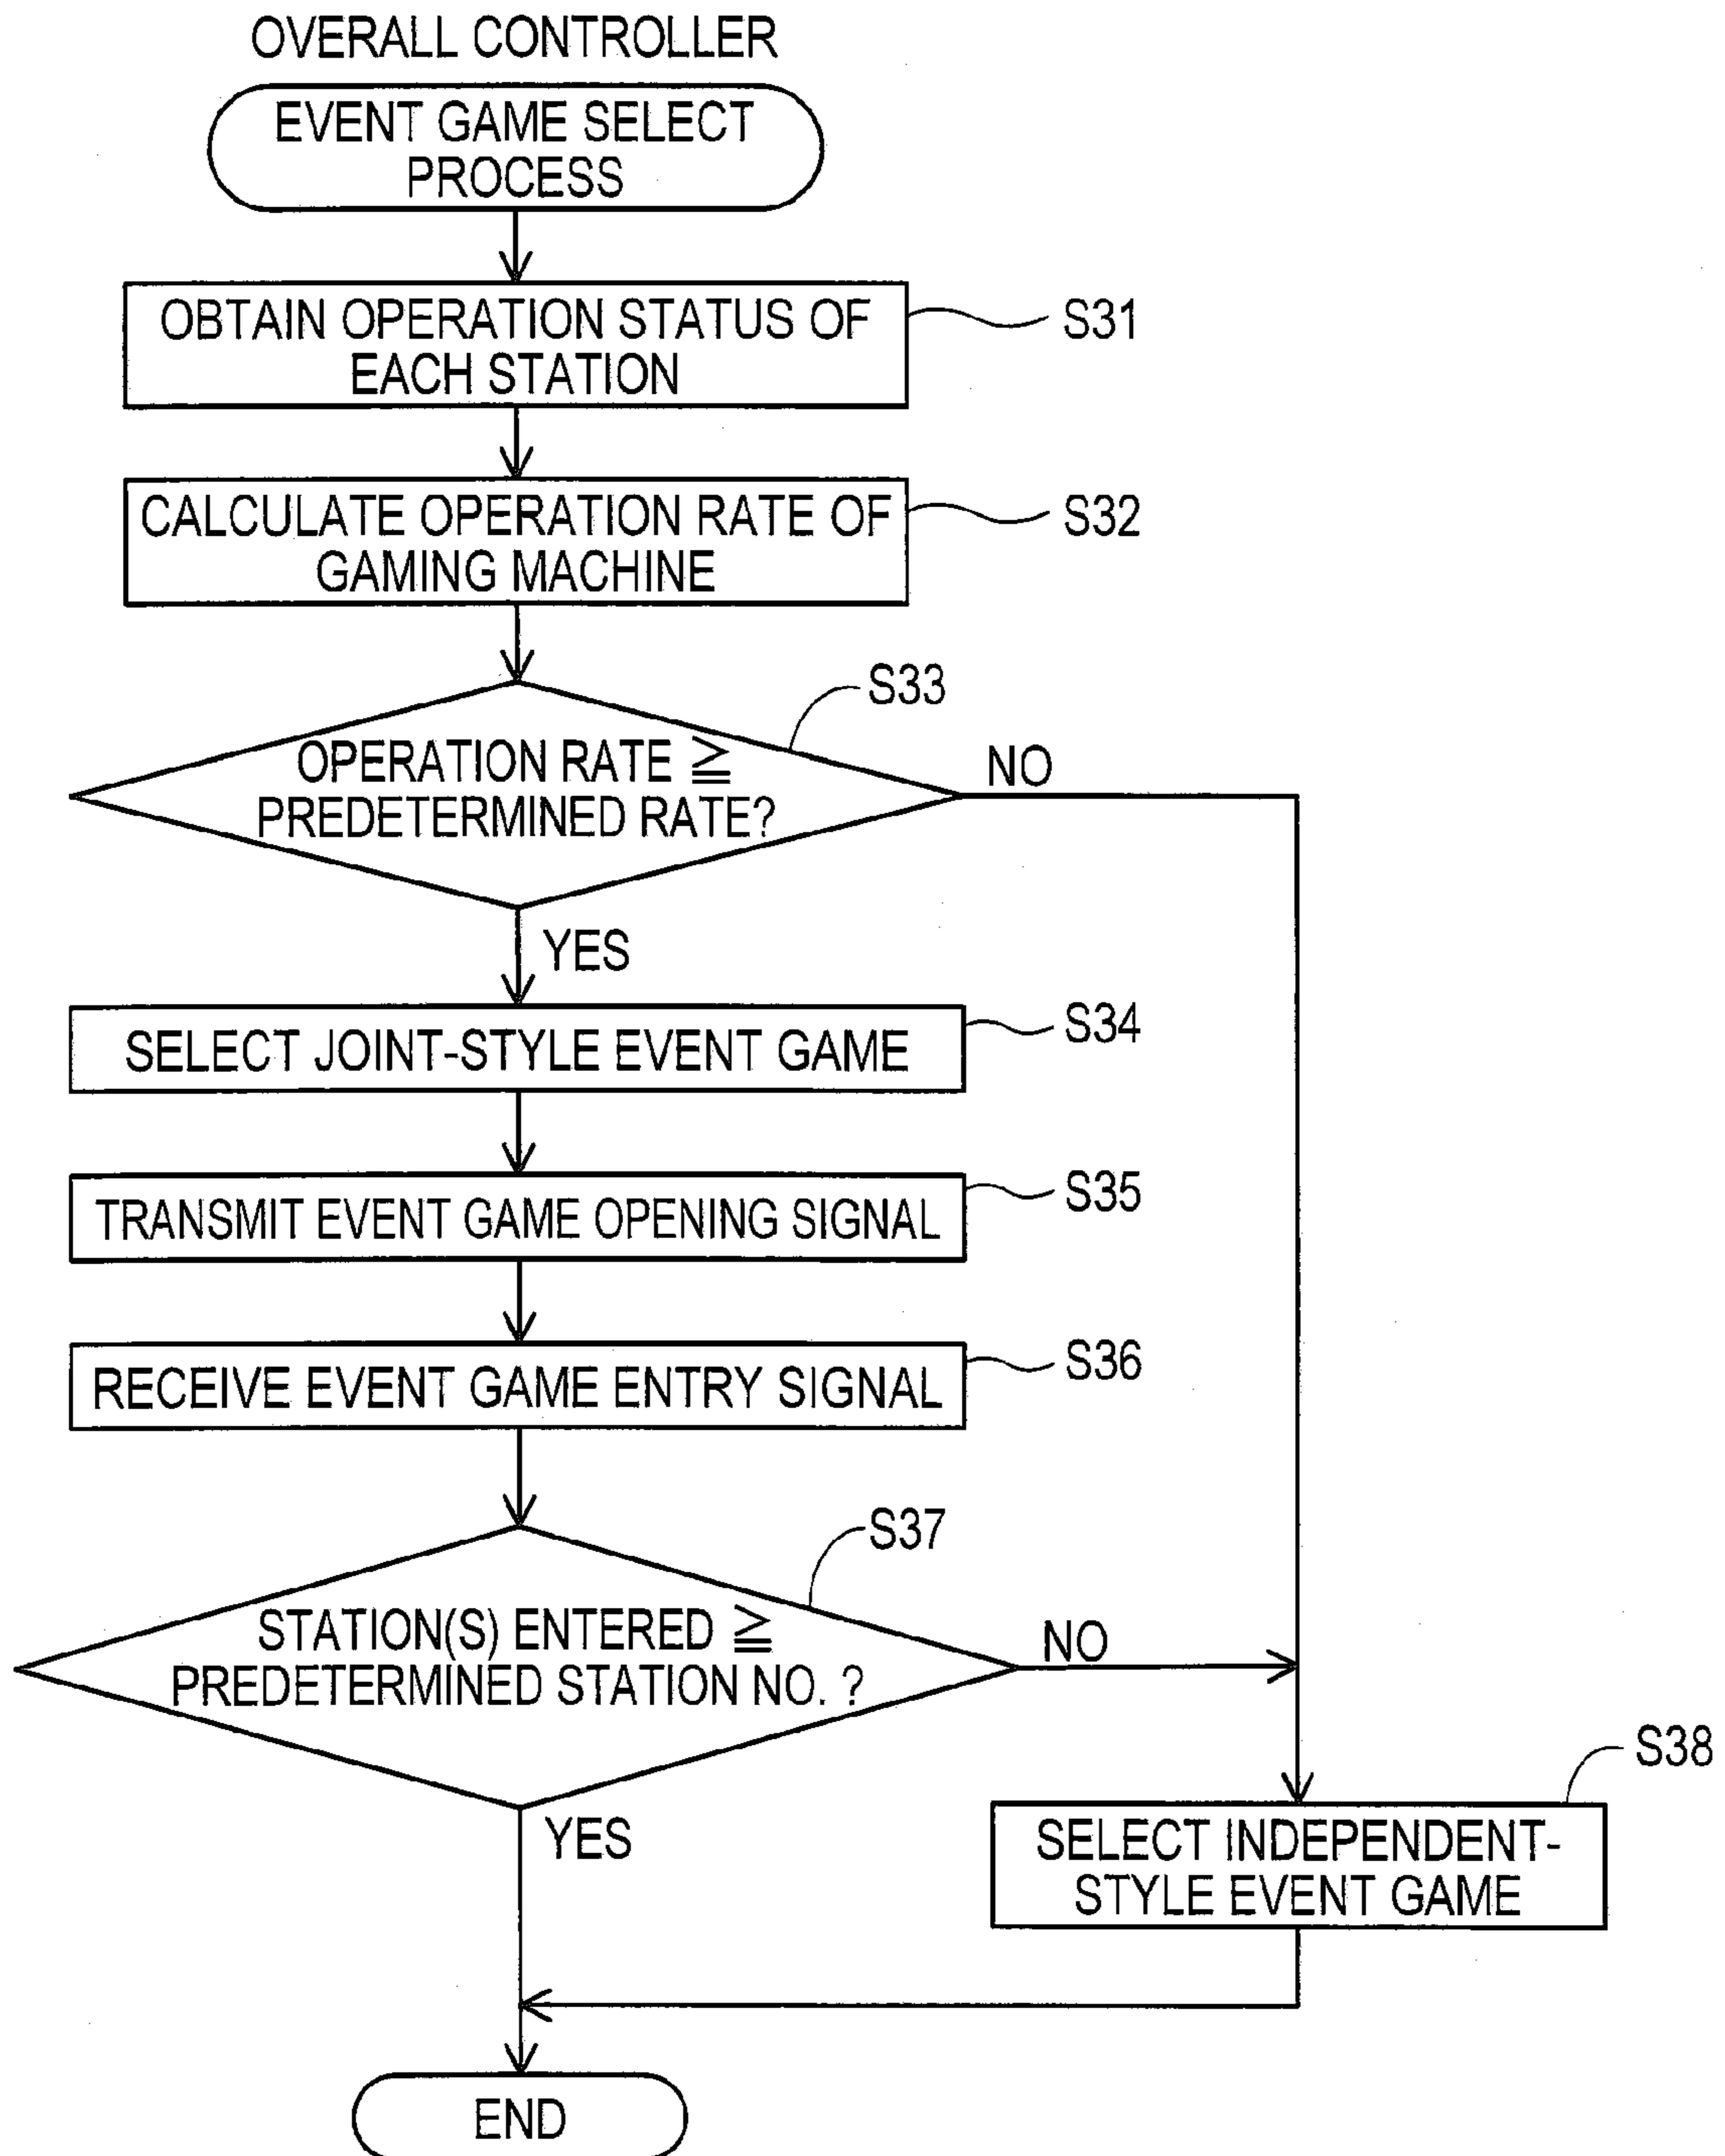 OVERALL CONTROLLER
EVENT GAME SELECT
PROCESS
OBTAIN OPERATION STATUS OF
EACH STATION
S31
CALCULATE OPERATION RATE OF
GAMING MACHINE
S32
S33
OPERATION RATE ≧
PREDETERMINED RATE?
NO
YES
SELECT JOINT-STYLE EVENT GAME
S34
TRANSMIT EVENT GAME OPENING SIGNAL
S35
RECEIVE EVENT GAME ENTRY SIGNAL
S36
S37
STATION(S) ENTERED ≧
PREDETERMINED STATION NO. ?
NO
YES
S38
SELECT INDEPENDENT-
STYLE EVENT GAME
END